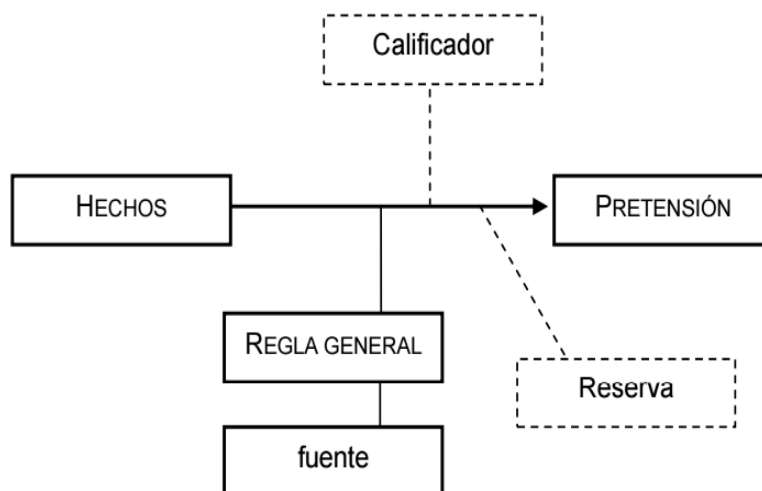 Calificador
HECHOS
PRETENSIÓN
REGLA GENERAL
Reserva
fuente